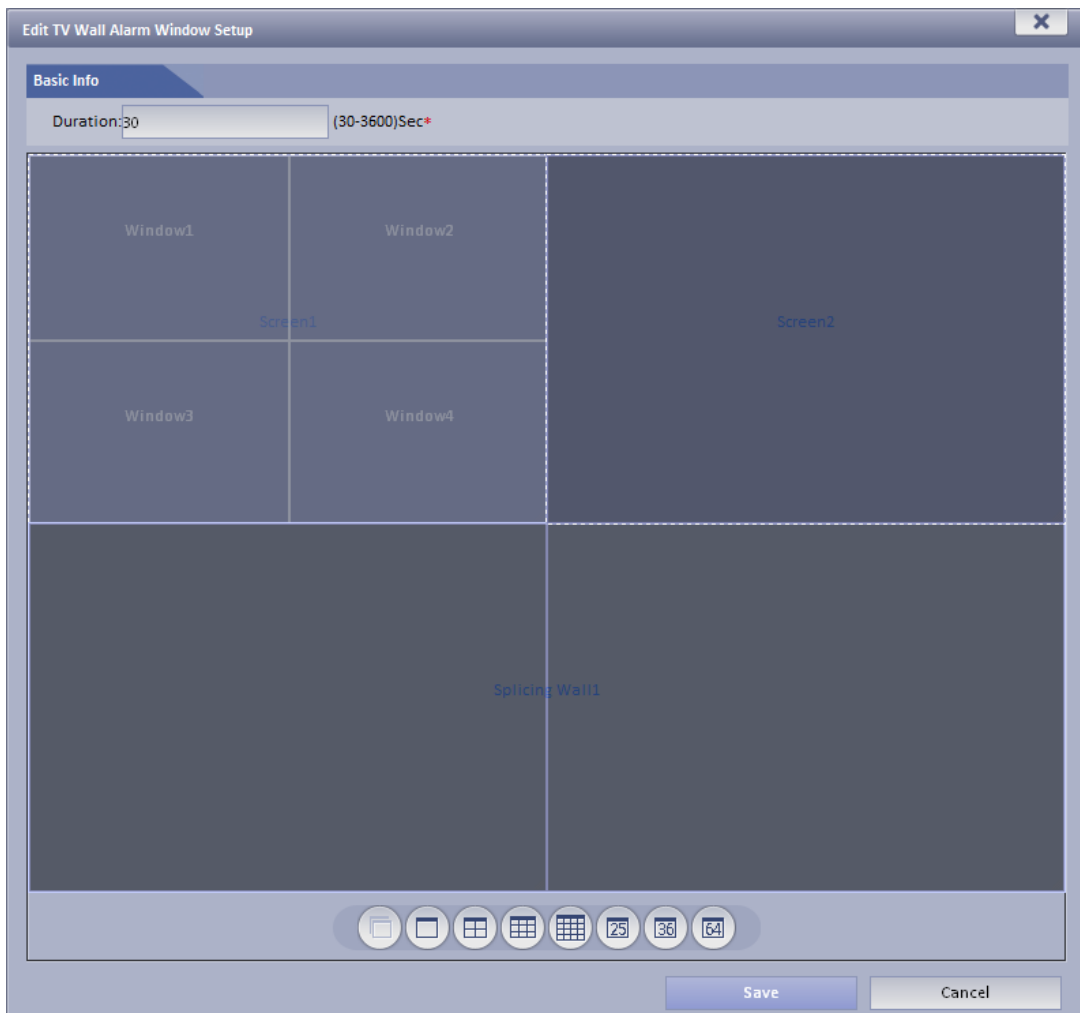 Edit TV Wall Alarm Window Setup
Basic Info
Duration:30 (30-3600)Sec*
Window1 Window2
Screen1 Screen2
Window3 Window4
Splicing Wall1
25 36 64
Save Cancel